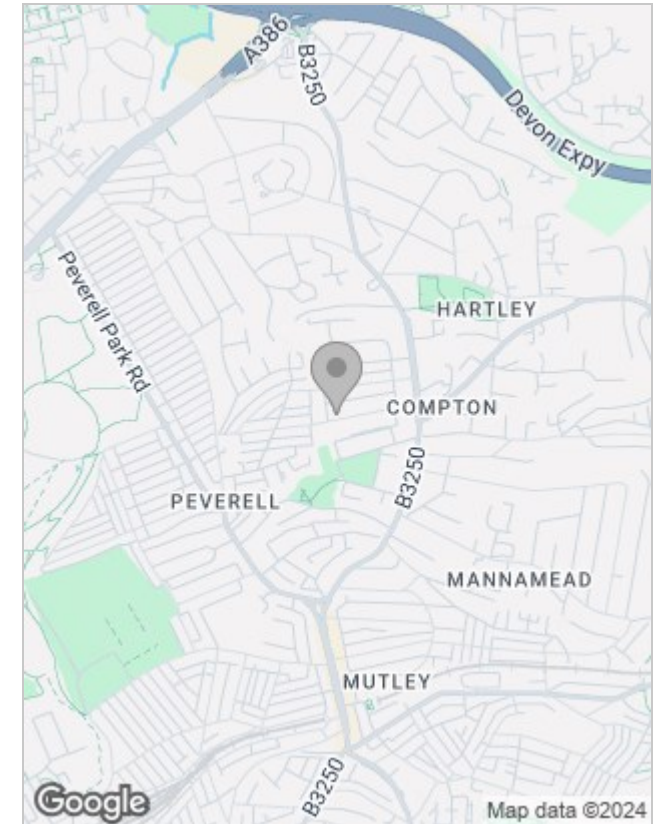 A386
B3250
Devon Expy
Peverell Park Rd
HARTLEY
COMPTON
B3250
PEVERELL
MANNAMEAD
MUTLEY
B3250
Google
Map data ©2024